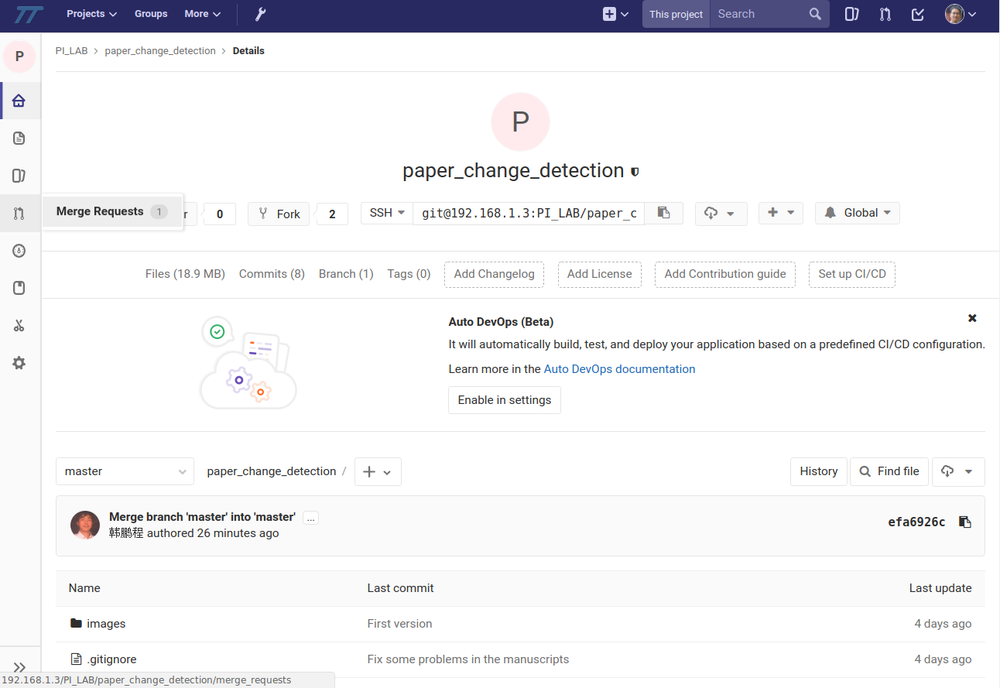 Projects Groups More This project Search
P PI_LAB > paper_change_detection > Details
P
paper_change_detection
Merge Requests 1 r 0 Fork 2 SSH git@192.168.1.3:PI_LAB/paper_c Global
Files (18.9 MB) Commits (8) Branch (1) Tags (0) Add Changelog Add License Add Contribution guide Set up CI/CD
Auto DevOps (Beta)
It will automatically build, test, and deploy your application based on a predefined CI/CD configuration.
Learn more in the Auto DevOps documentation
Enable in settings
master paper_change_detection / History Find file
Merge branch 'master' into 'master' ...
韩鹏程 authored 26 minutes ago
efa6926c
Name Last commit Last update
images First version 4 days ago
.gitignore Fix some problems in the manuscripts 4 days ago
192.168.1.3/PI_LAB/paper_change_detection/merge_requests